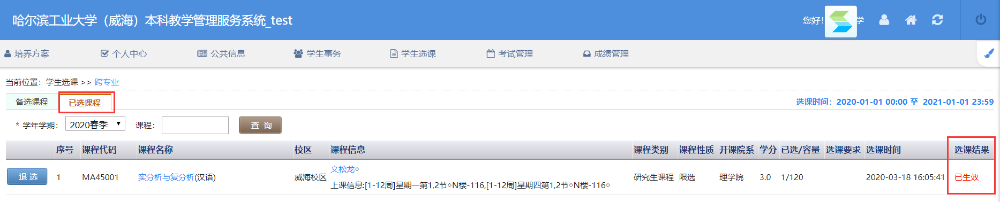 哈尔滨工业大学（威海）本科教学管理服务系统_test
您好！ 学
培养方案 个人中心 公共信息 学生事务 学生选课 考试管理 成绩管理
当前位置：学生选课 >> 跨专业
备选课程 已选课程 选课时间：2020-01-01 00:00 至 2021-01-01 23:59
* 学年学期： 2020春季 课程： 查 询
序号 课程代码 课程名称 校区 课程信息 课程类别 课程性质 开课院系 学分 已选/容量 选课要求 选课时间 选课结果
退 选 1 MA45001 实分析与复分析(汉语) 威海校区 文松龙◇ 研究生课程 限选 理学院 3.0 1/120 2020-03-18 16:05:41 已生效
上课信息:[1-12周]星期一第1,2节◇N楼-116,[1-12周]星期四第1,2节◇N楼-116◇